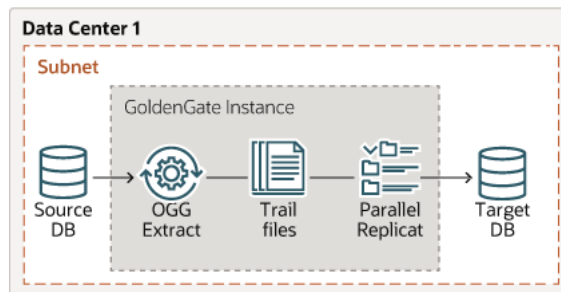 Data Center 1
Subnet
GoldenGate Instance
Source
DB
OGG
Extract
Trail
files
Parallel
Replicat
Target
DB